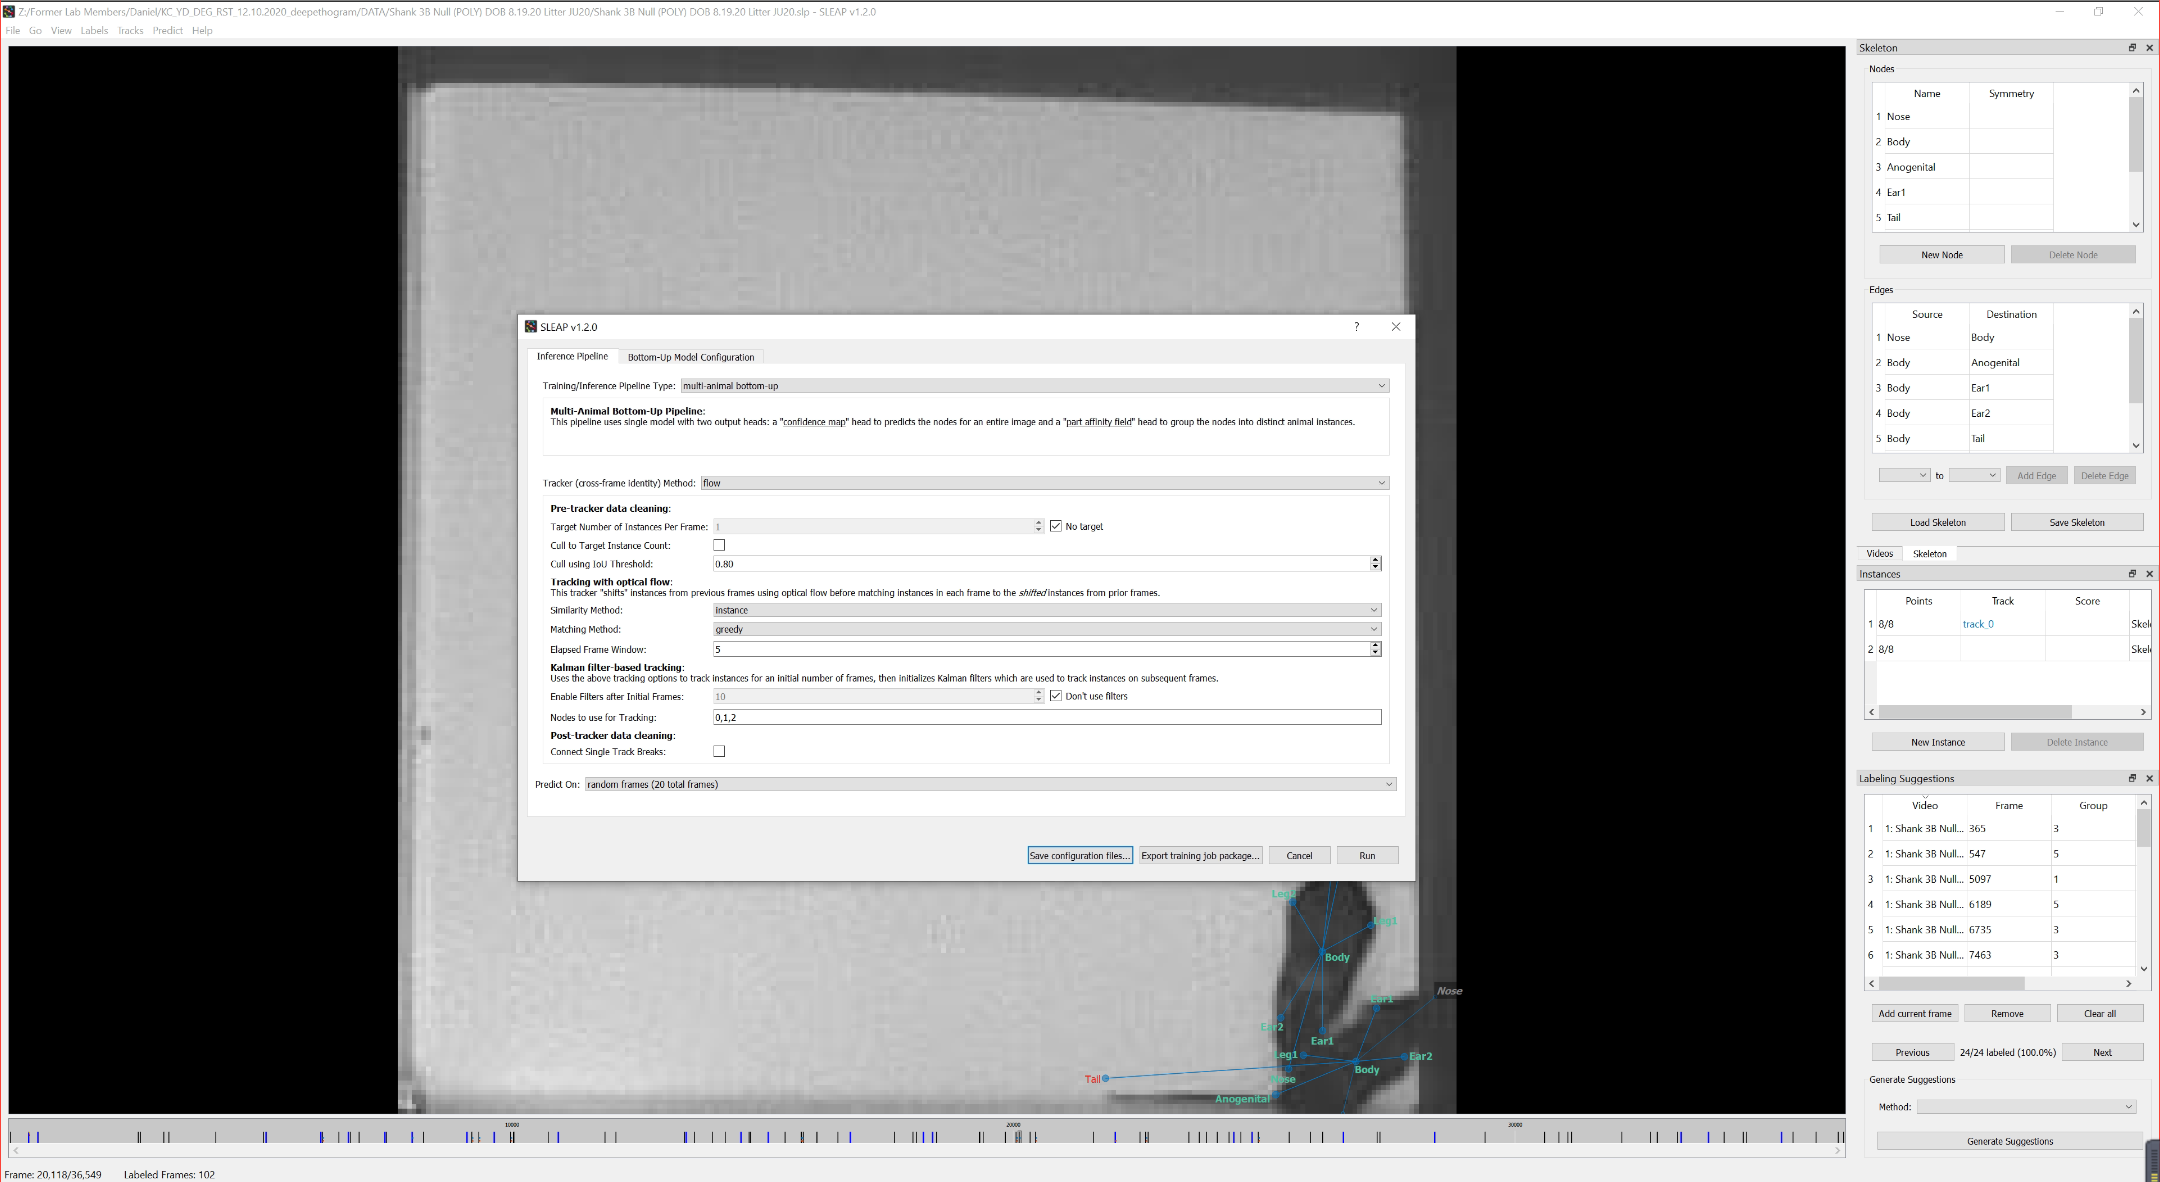 Z:/Former Lab Members/Daniel/KC_YD_DEG_RST_12.10.2020_deepethogram/DATA/Shank 3B Null (POLY) DOB 8.19.20 Litter JU20/Shank 3B Null (POLY) DOB 8.19.20 Litter JU20.slp - SLEAP v1.2.0
File Go View Labels Tracks Predict Help
SLEAP v1.2.0
?
Inference Pipeline
Bottom-Up Model Configuration
Training/Inference Pipeline Type: multi-animal bottom-up
Multi-Animal Bottom-Up Pipeline:
This pipeline uses single model with two output heads: a "confidence map" head to predicts the nodes for an entire image and a "part affinity field" head to group the nodes into distinct animal instances.
Tracker (cross-frame identity) Method: flow
Pre-tracker data cleaning:
Target Number of Instances Per Frame: 1 No target
Cull to Target Instance Count:
Cull using IoU Threshold: 0.80
Tracking with optical flow:
This tracker "shifts" instances from previous frames using optical flow before matching instances in each frame to the shifted instances from prior frames.
Similarity Method: instance
Matching Method: greedy
Elapsed Frame Window: 5
Kalman filter-based tracking:
Uses the above tracking options to track instances for an initial number of frames, then initializes Kalman filters which are used to track instances on subsequent frames.
Enable Filters after Initial Frames: 10 Don't use filters
Nodes to use for Tracking: 0,1,2
Post-tracker data cleaning:
Connect Single Track Breaks:
Predict On: random frames (20 total frames)
Save configuration files... Export training job package... Cancel Run
Leg1
Body
Nose
Ear1
Ear2
Ear1
Leg1
Ear2
Body
Tail
Nose
Anogenital
10000 20000 30000
Frame: 20,118/36,549 Labeled Frames: 102
Skeleton
Nodes
Name Symmetry
1 Nose
2 Body
3 Anogenital
4 Ear1
5 Tail
New Node Delete Node
Edges
Source Destination
1 Nose Body
2 Body Anogenital
3 Body Ear1
4 Body Ear2
5 Body Tail
to Add Edge Delete Edge
Load Skeleton Save Skeleton
Videos Skeleton
Instances
Points Track Score
1 8/8 track_0 Skel
2 8/8 Skel
New Instance Delete Instance
Labeling Suggestions
Video Frame Group
1 1: Shank 3B Null... 365 3
2 1: Shank 3B Null... 547 5
3 1: Shank 3B Null... 5097 1
4 1: Shank 3B Null... 6189 5
5 1: Shank 3B Null... 6735 3
6 1: Shank 3B Null... 7463 3
Add current frame Remove Clear all
Previous 24/24 labeled (100.0%) Next
Generate Suggestions
Method:
Generate Suggestions